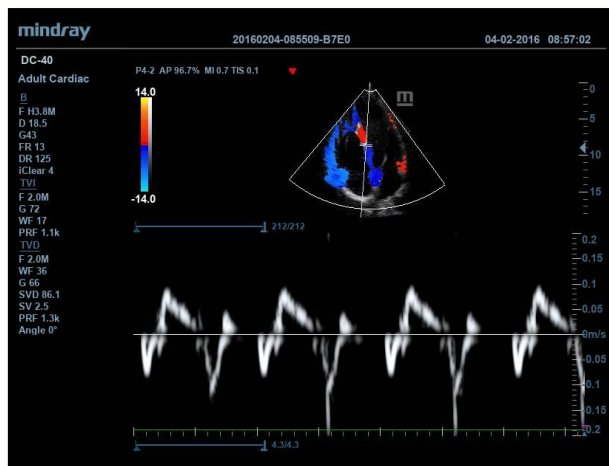 mindray
20160204-085509-B7E0 04-02-2016 08:57:02
DC-40
Adult Cardiac
P4-2 AP 96.7% MI 0.7 TIS 0.1
B
F H3.8M
D 18.5
G43
FR 13
DR 125
iClear 4
TVI
F 2.0M
G 72
WF 17
PRF 1.1k
TVD
F 2.0M
WF 36
G 66
SVD 86.1
SV 2.5
PRF 1.3k
Angle 0°
14.0
-14.0
m
0
5
10
15
212/212
0.2
0.15
0.1
0.05
0m/s
-0.05
-0.1
-0.15
-0.2
4.3/4.3